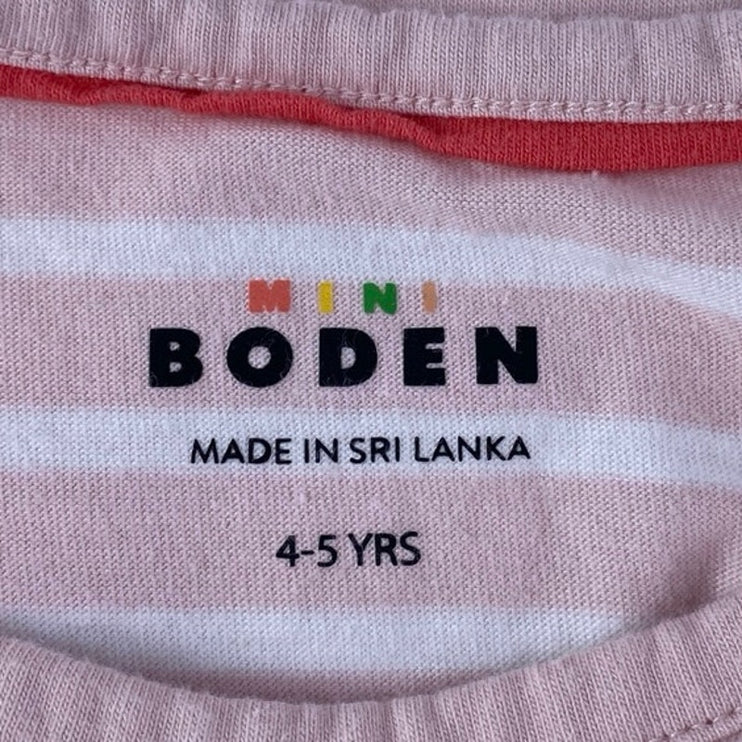 MINI
BODEN
MADE IN SRI LANKA
4-5 YRS